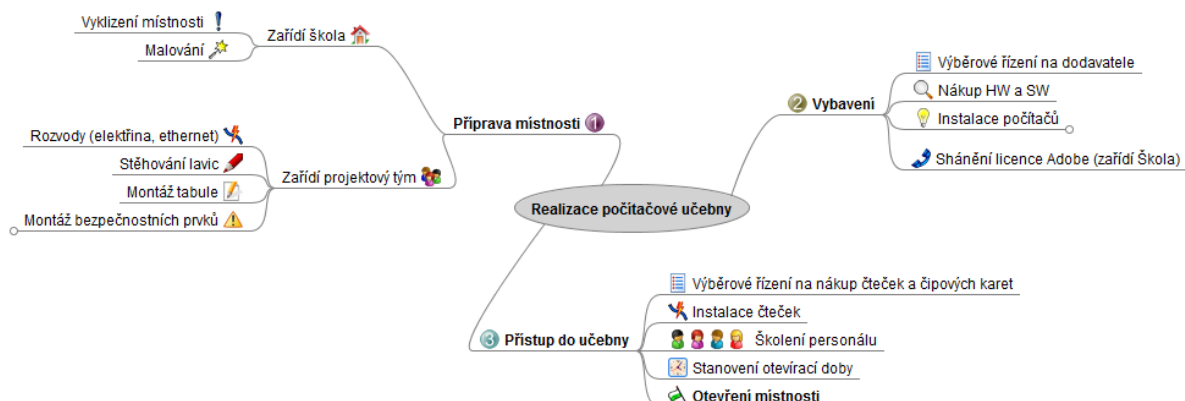 Realizace počítačové učebny
1 Příprava místnosti
Zařídí škola
Vyklizení místnosti
Malování
Zařídí projektový tým
Rozvody (elektřina, ethernet)
Stěhování lavic
Montáž tabule
Montáž bezpečnostních prvků
2 Vybavení
Výběrové řízení na dodavatele
Nákup HW a SW
Instalace počítačů
Shánění licence Adobe (zařídí Škola)
3 Přístup do učebny
Výběrové řízení na nákup čteček a čipových karet
Instalace čteček
Školení personálu
Stanovení otevírací doby
Otevření místnosti